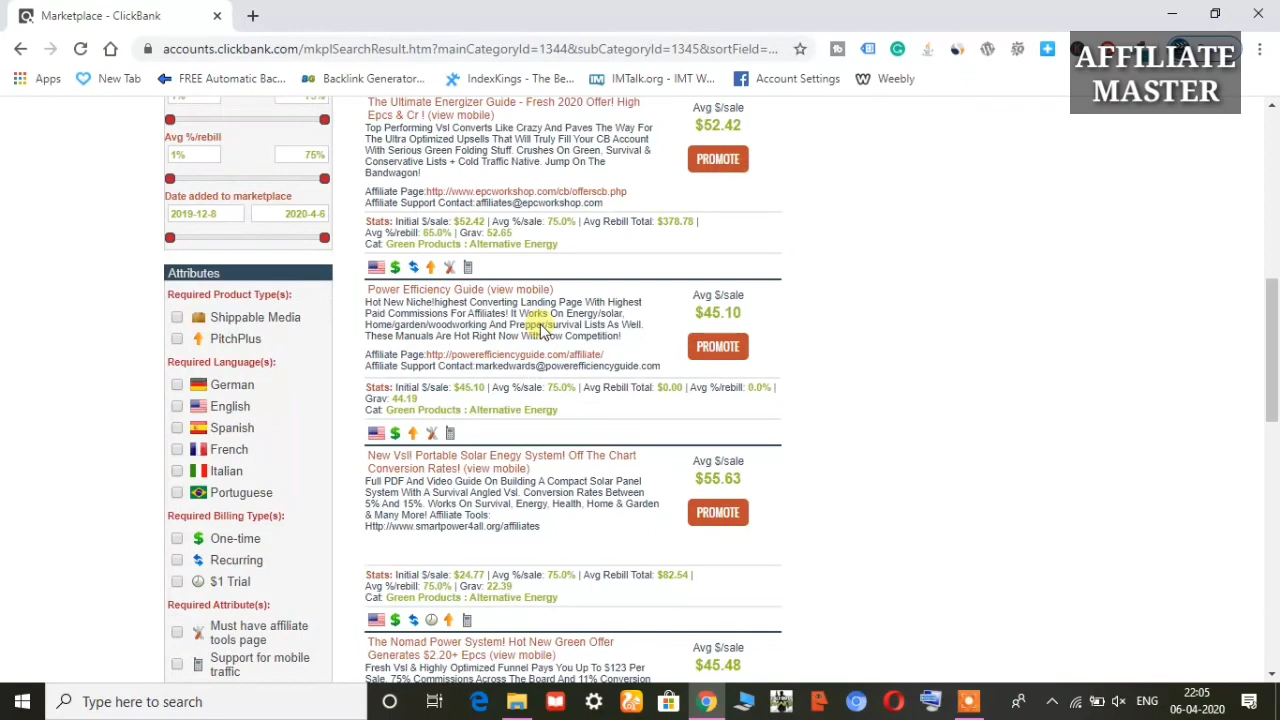 Marketplace - ClickBank
accounts.clickbank.com/mkplSearchResult.htm?mainCategoryId=1344&subCategoryId=1345&sortField=...
Apps
New Tab
FREE Automatic Bac...
Backlink Generator...
IndexKings - The Be...
IMTalk.org - IMT W...
Account Settings
Weebly
AFFILIATE
MASTER
Avg %/rebill
1% 75%
Date added to marketplace
2019-12-8 2020-4-6
Attributes
Required Product Type(s):
Shippable Media
PitchPlus
Required Language(s):
German
English
Spanish
French
Italian
Portuguese
Required Billing Type(s):
One-time
Recurring
$1 Trial
Required Attribute(s):
Must have affiliate
tools page
Support for mobile
traffic
The Ultimate Energizer Guide - Fresh 2020 Offer! High
Epcs & Cr ! (view mobile)
Top Performing Vsl Converts Like Crazy And Paves The Way For
The Ultra Optimized Upsells That Will Truly Fill Your CB Account
With Serious Green Folding Stuff. Crushes On Green, Survival &
Conservative Lists + Cold Traffic Native. Jump On The
Bandwagon!
Affiliate Page:http://www.epcworkshop.com/cb/offerscb.php
Affiliate Support Contact:affiliates@epcworkshop.com
Avg $/sale
$52.42
PROMOTE
Stats: Initial $/sale: $52.42 | Avg %/sale: 75.0% | Avg Rebill Total: $378.78 |
Avg %/rebill: 65.0% | Grav: 52.65
Cat: Green Products : Alternative Energy
Power Efficiency Guide (view mobile)
Hot New Niche!highest Converting Landing Page With Highest
Paid Commissions For Affiliates! It Works On Energy/solar,
Home/garden/woodworking And Prepper/survival Lists As Well.
These Manuals Are Hot Right Now With low Competition!
Affiliate Page:http://powerefficiencyguide.com/affiliate/
Affiliate Support Contact:markedwards@powerefficiencyguide.com
Avg $/sale
$45.10
PROMOTE
Stats: Initial $/sale: $45.10 | Avg %/sale: 75.0% | Avg Rebill Total: $0.00 | Avg %/rebill: 0.0% |
Grav: 44.19
Cat: Green Products : Alternative Energy
New Vsl! Portable Solar Enegy System! Off The Chart
Conversion Rates! (view mobile)
Full PDF And Video Guide On Building A Compact Solar Panel
System With A Survival Angled Vsl. Conversion Rates Between
5% And 15%. Works On Survival, Energy, Health, Home & Garden
& Many More! Affiliate Tools:
Http://www.smartpower4all.org/affiliates
Avg $/sale
$55.63
PROMOTE
Stats: Initial $/sale: $24.77 | Avg %/sale: 75.0% | Avg Rebill Total: $82.54 |
Avg %/rebill: 75.0% | Grav: 22.39
Cat: Green Products : Alternative Energy
The Nomad Power System! Hot New Green Offer
Generates $2.20+ Epcs (view mobile)
Fresh Vsl & Highly Optimized Funnel Pays You Up To $123 Per
Sale. 75% Commissions Across The Board And 11% Conversion
Avg $/sale
$45.48
Type here to search
ENG
22:05
06-04-2020